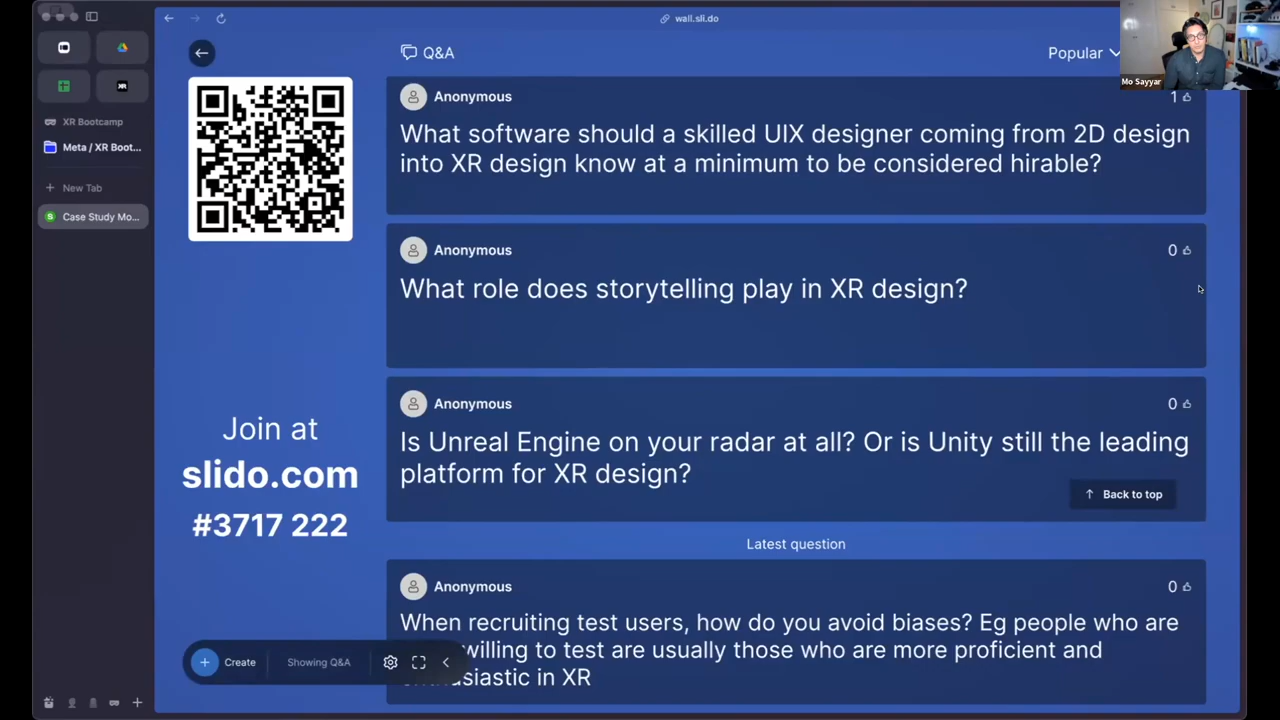 wall.sli.do
Mo Sayyar
XR
XR Bootcamp
Meta / XR Boot...
New Tab
S
Case Study Mo...
Q&A
Popular
Anonymous
1
What software should a skilled UIX designer coming from 2D design
into XR design know at a minimum to be considered hirable?
Anonymous
0
What role does storytelling play in XR design?
Anonymous
0
Is Unreal Engine on your radar at all? Or is Unity still the leading
platform for XR design?
Back to top
Join at
slido.com
#3717 222
Latest question
Anonymous
0
When recruiting test users, how do you avoid biases? Eg people who are
willing to test are usually those who are more proficient and
in XR
Create
Showing Q&A